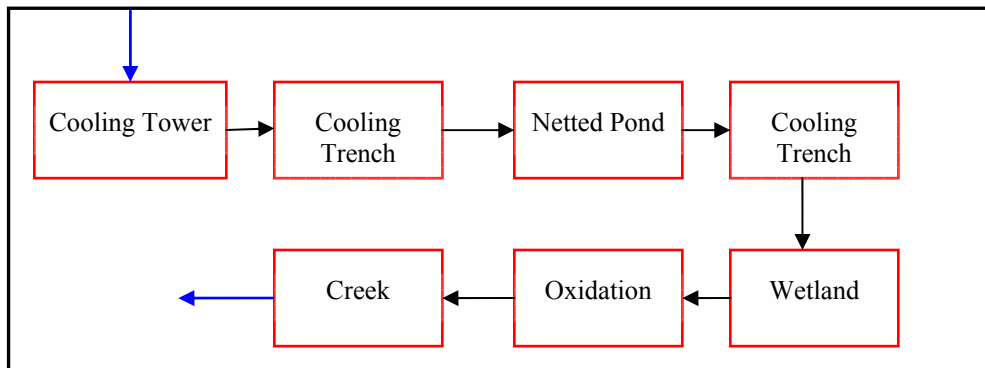 Cooling Tower
Cooling
Trench
Netted Pond
Cooling
Trench
Creek
Oxidation
Wetland